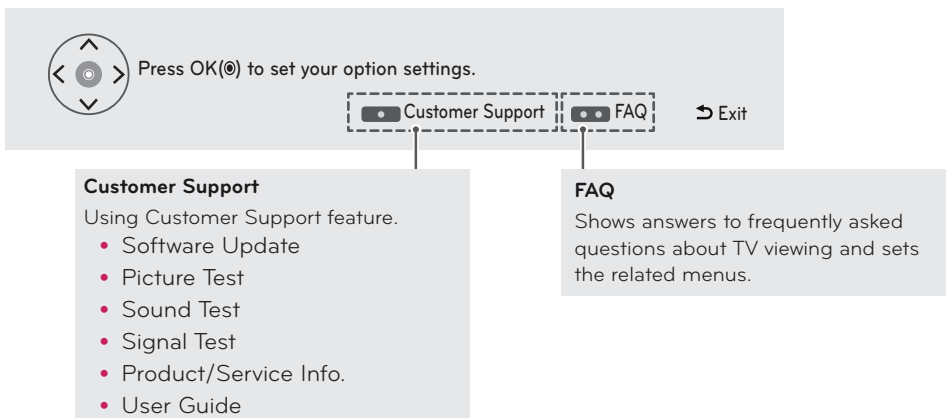 Press OK(◉) to set your option settings.
Customer Support FAQ Exit
Customer Support
Using Customer Support feature.
• Software Update
• Picture Test
• Sound Test
• Signal Test
• Product/Service Info.
• User Guide
FAQ
Shows answers to frequently asked
questions about TV viewing and sets
the related menus.